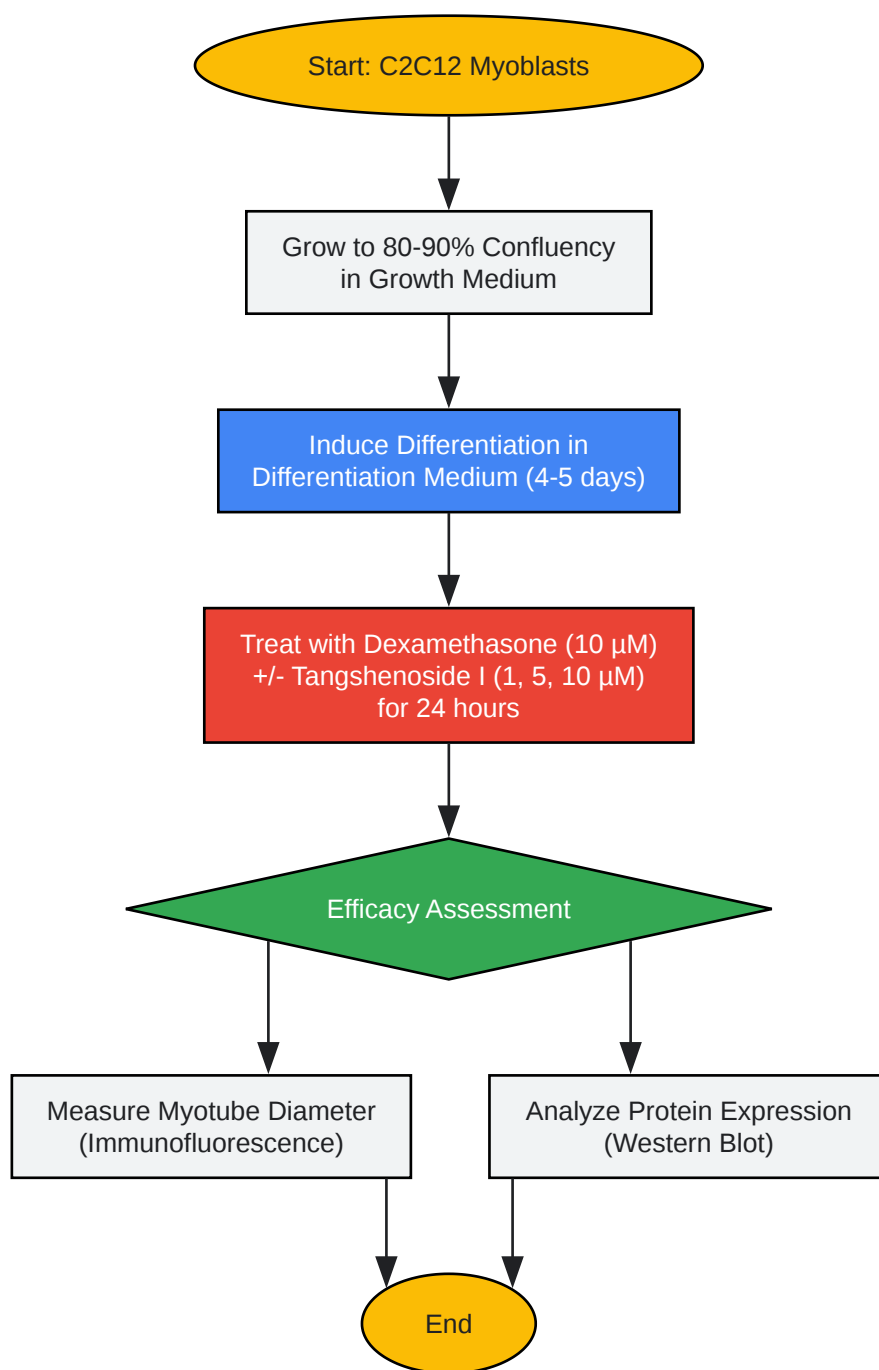 Start: C2C12 Myoblasts
Grow to 80-90% Confluency
in Growth Medium
Induce Differentiation in
Differentiation Medium (4-5 days)
Treat with Dexamethasone (10 µM)
+/- Tangshenoside I (1, 5, 10 µM)
for 24 hours
Efficacy Assessment
Measure Myotube Diameter
(Immunofluorescence)
Analyze Protein Expression
(Western Blot)
End